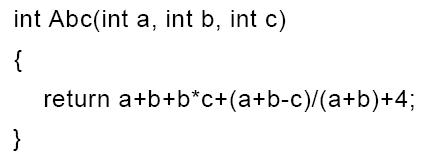 int Abc(int a, int b, int c)
{
return a+b+b*c+(a+b-c)/(a+b)+4;
}